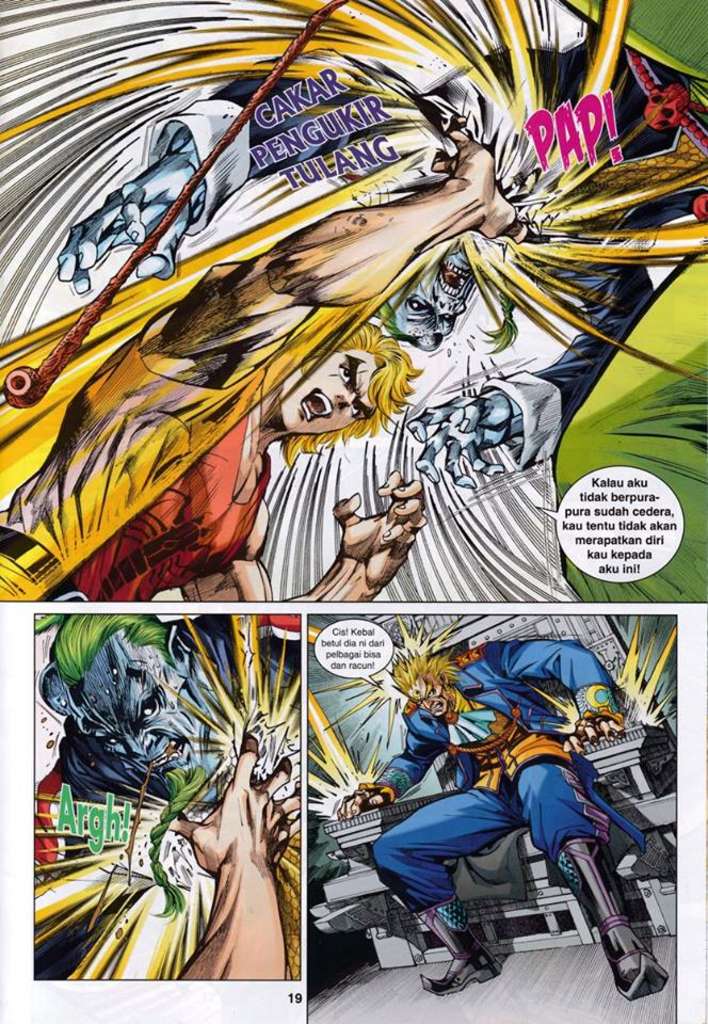 CAKAR
PENGUKIR
TULANG
PAP!
Kalau aku
tidak berpura-
pura sudah cedera,
kau tentu tidak akan
merapatkan diri
kau kepada
aku ini!
Argh!
Cis! Kebal
betul dia ni dari
pelbagai bisa
dan racun!
19